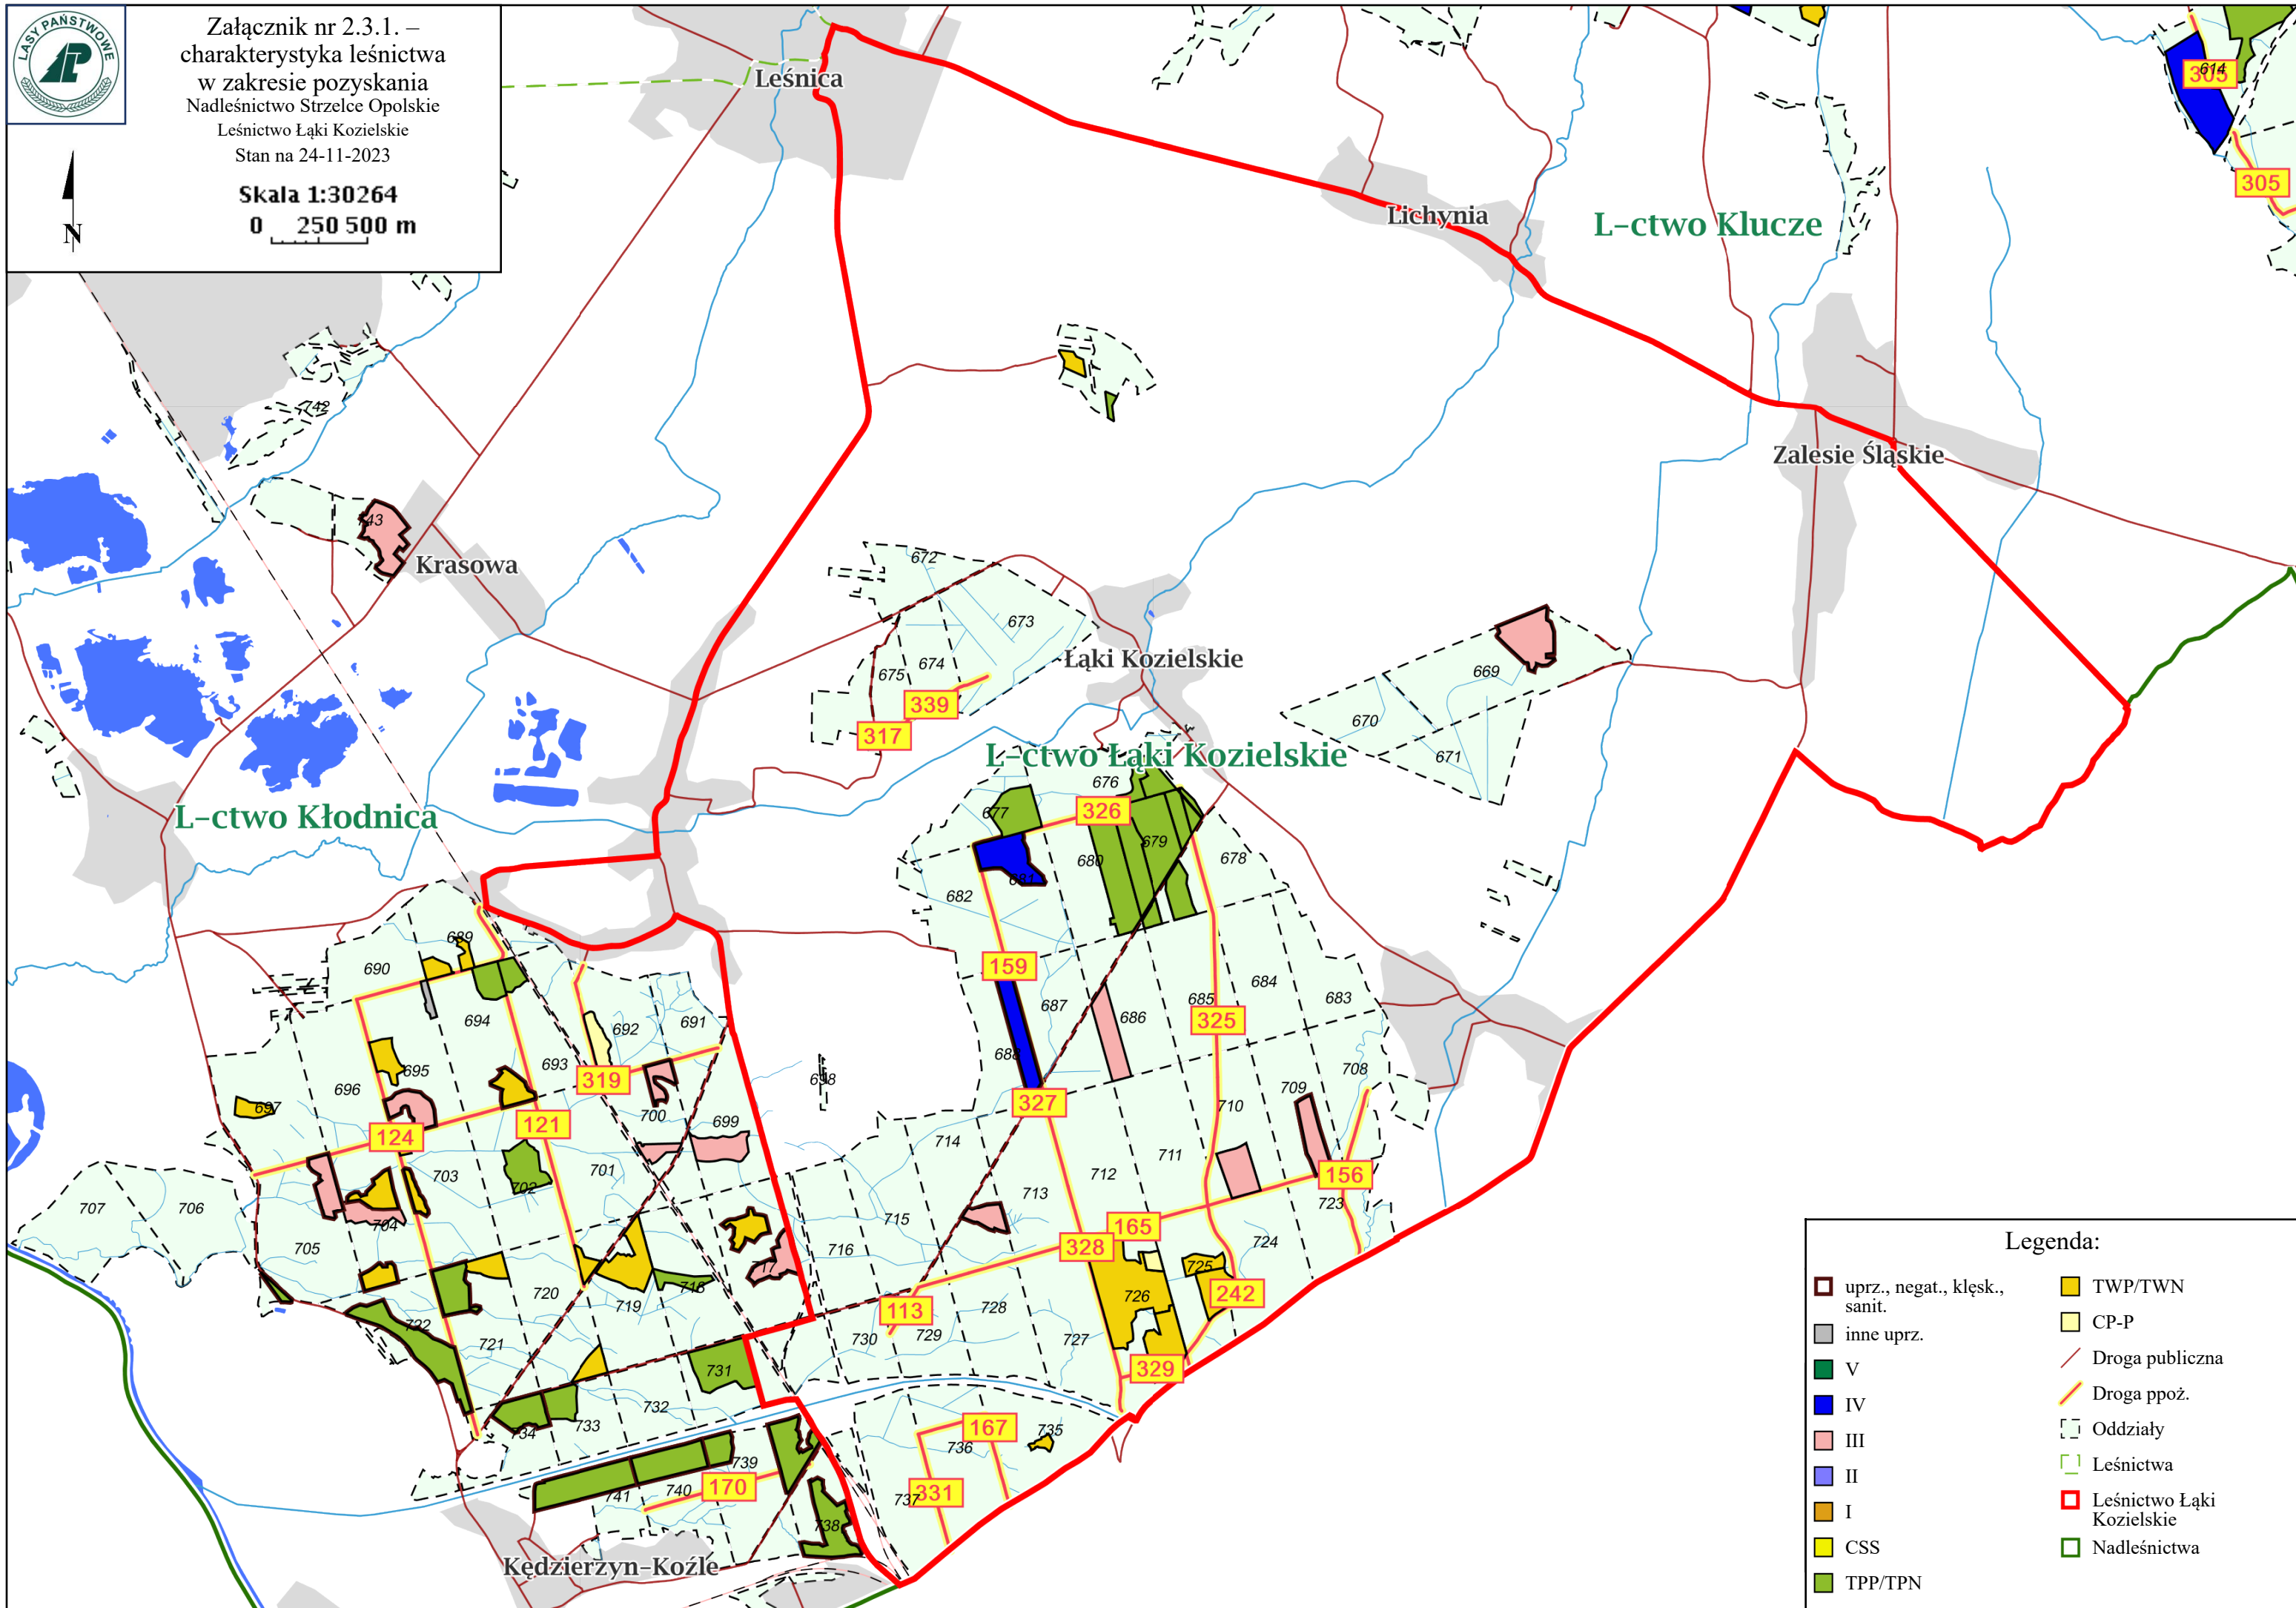 LASY PAŃSTWOWE
Załącznik nr 2.3.1. –
charakterystyka leśnictwa
w zakresie pozyskania
Nadleśnictwo Strzelce Opolskie
Leśnictwo Łąki Kozielskie
Stan na 24-11-2023
Skala 1:30264
0 250 500 m
N
Leśnica
305
614
305
Lichynia
L-ctwo Klucze
742
Zalesie Śląskie
743
Krasowa
672
673
674
675
Łąki Kozielskie
669
670
671
339
317
L-ctwo Łąki Kozielskie
676
677
326
L-ctwo Kłodnica
679
680
678
681
682
689
690
159
684
683
685
687
686
325
694
692
691
693
688
695
696
319
698
708
709
697
327
710
700
699
124
121
714
711
703
701
712
156
702
713
707
706
704
723
705
715
165
716
328
724
717
725
720
718
719
726
242
722
721
113
728
730
729
727
731
329
732
733
734
167
735
736
739
741
740
170
737
331
738
Kędzierzyn-Koźle
Legenda:
uprz., negat., klęsk.,
sanit.
inne uprz.
V
IV
III
II
I
CSS
TPP/TPN
TWP/TWN
CP-P
Droga publiczna
Droga ppoż.
Oddziały
Leśnictwa
Leśnictwo Łąki
Kozielskie
Nadleśnictwa